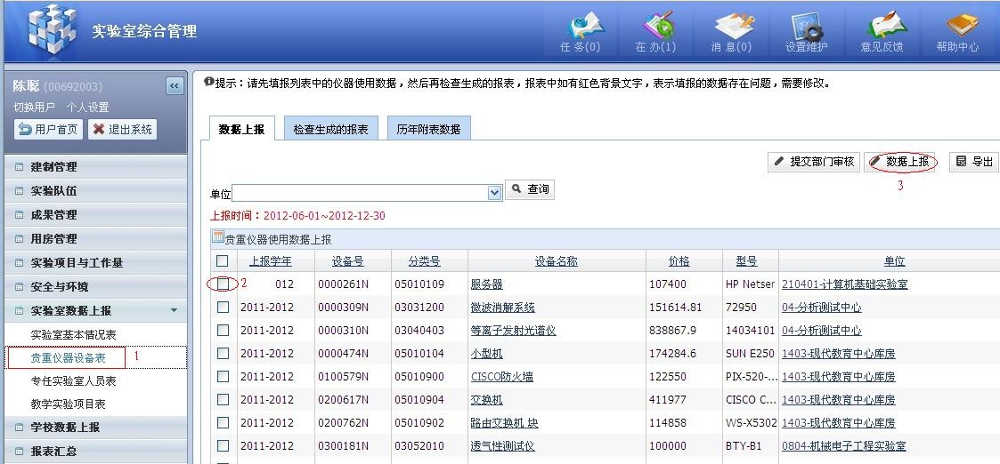 实验室综合管理
任 务(0) 在 办(1) 消 息(0) 设置维护 意见反馈 帮助中心
陈聪 (00692003) «
切换用户 个人设置
用户首页 退出系统
建制管理
实验队伍
成果管理
用房管理
实验项目与工作量
安全与环境
实验室数据上报
实验室基本情况表
贵重仪器设备表 1
专任实验室人员表
教学实验项目表
学校数据上报
报表汇总
提示：请先填报列表中的仪器使用数据，然后再检查生成的报表，报表中如有红色背景文字，表示填报的数据存在问题，需要修改。
数据上报 检查生成的报表 历年附表数据
提交部门审核 数据上报 导出
3
单位 查询
上报时间：2012-06-01~2012-12-30
贵重仪器使用数据上报
上报学年 设备号 分类号 设备名称 价格 型号 单位
2 012 0000261N 05010109 服务器 107400 HP Netser 210401-计算机基础实验室
2011-2012 0000309N 03031200 微波消解系统 151614.81 72950 04-分析测试中心
2011-2012 0000310N 03040403 等离子发射光谱仪 838867.9 14034101 04-分析测试中心
2011-2012 0000474N 05010104 小型机 174284.6 SUN E250 1403-现代教育中心库房
2011-2012 0100579N 05010900 CISCO防火墙 122550 PIX-520-... 1403-现代教育中心库房
2011-2012 0200617N 05010904 交换机 411977 CISCO C... 1403-现代教育中心库房
2011-2012 0200762N 05010902 路由交换机 块 114858 WS-X5302 1403-现代教育中心库房
2011-2012 0300181N 03052010 透气性测试仪 100000 BTY-B1 0804-机械电子工程实验室